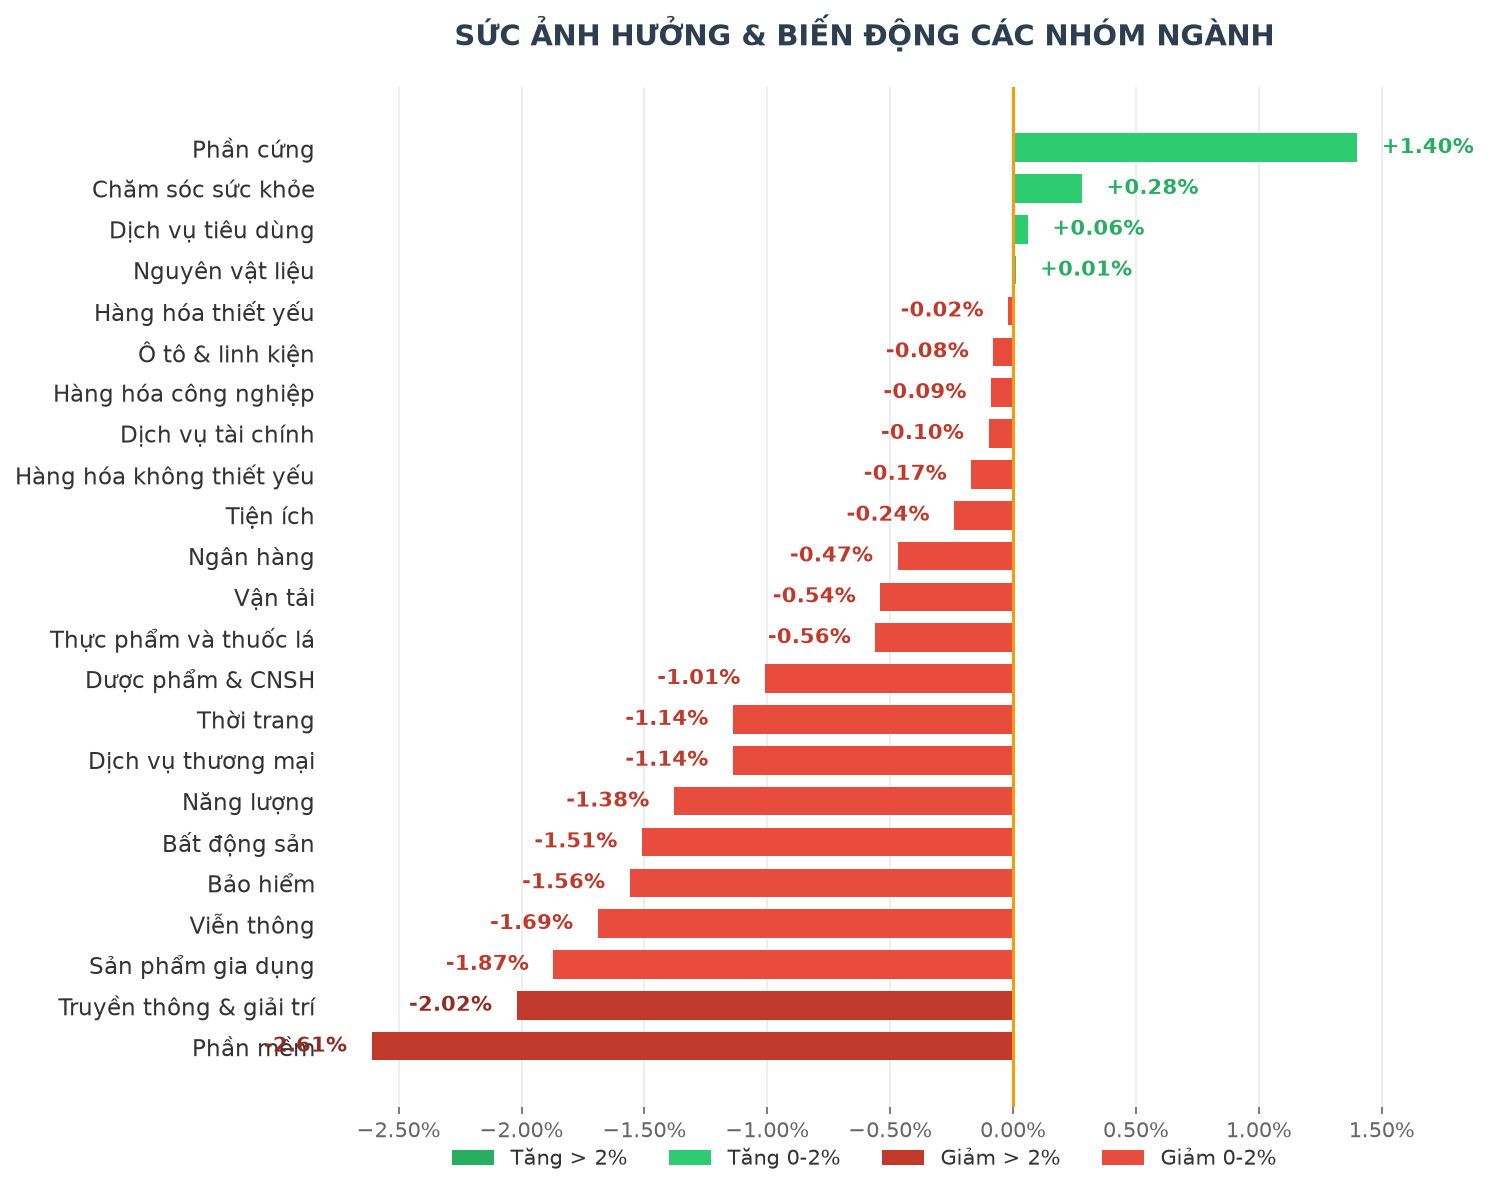 SỨC ẢNH HƯỞNG & BIẾN ĐỘNG CÁC NHÓM NGÀNH
Phần cứng +1.40%
Chăm sóc sức khỏe +0.28%
Dịch vụ tiêu dùng +0.06%
Nguyên vật liệu +0.01%
Hàng hóa thiết yếu -0.02%
Ô tô & linh kiện -0.08%
Hàng hóa công nghiệp -0.09%
Dịch vụ tài chính -0.10%
Hàng hóa không thiết yếu -0.17%
Tiện ích -0.24%
Ngân hàng -0.47%
Vận tải -0.54%
Thực phẩm và thuốc lá -0.56%
Dược phẩm & CNSH -1.01%
Thời trang -1.14%
Dịch vụ thương mại -1.14%
Năng lượng -1.38%
Bất động sản -1.51%
Bảo hiểm -1.56%
Viễn thông -1.69%
Sản phẩm gia dụng -1.87%
Truyền thông & giải trí -2.02%
Phần mềm -2.61%
−2.50% −2.00% −1.50% −1.00% −0.50% 0.00% 0.50% 1.00% 1.50%
Tăng > 2% Tăng 0-2% Giảm > 2% Giảm 0-2%